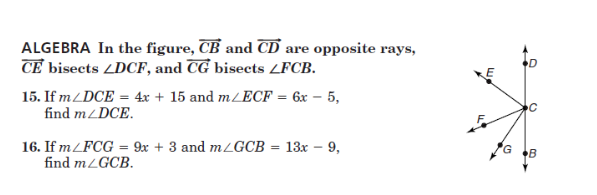 ALGEBRA In the figure, CB and CD are opposite rays,
CE bisects ∠DCF, and CG bisects ∠FCB.
15. If m∠DCE = 4x + 15 and m∠ECF = 6x − 5,
find m∠DCE.
16. If m∠FCG = 9x + 3 and m∠GCB = 13x − 9,
find m∠GCB.
D
E
C
F
G
B